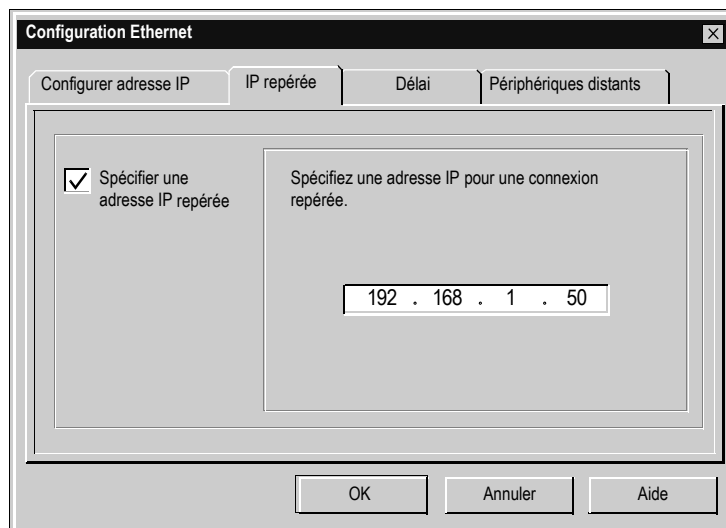 Configuration Ethernet
Configurer adresse IP
IP repérée
Délai
Périphériques distants
Spécifier une
adresse IP repérée
Spécifiez une adresse IP pour une connexion
repérée.
192 . 168 . 1 . 50
OK
Annuler
Aide